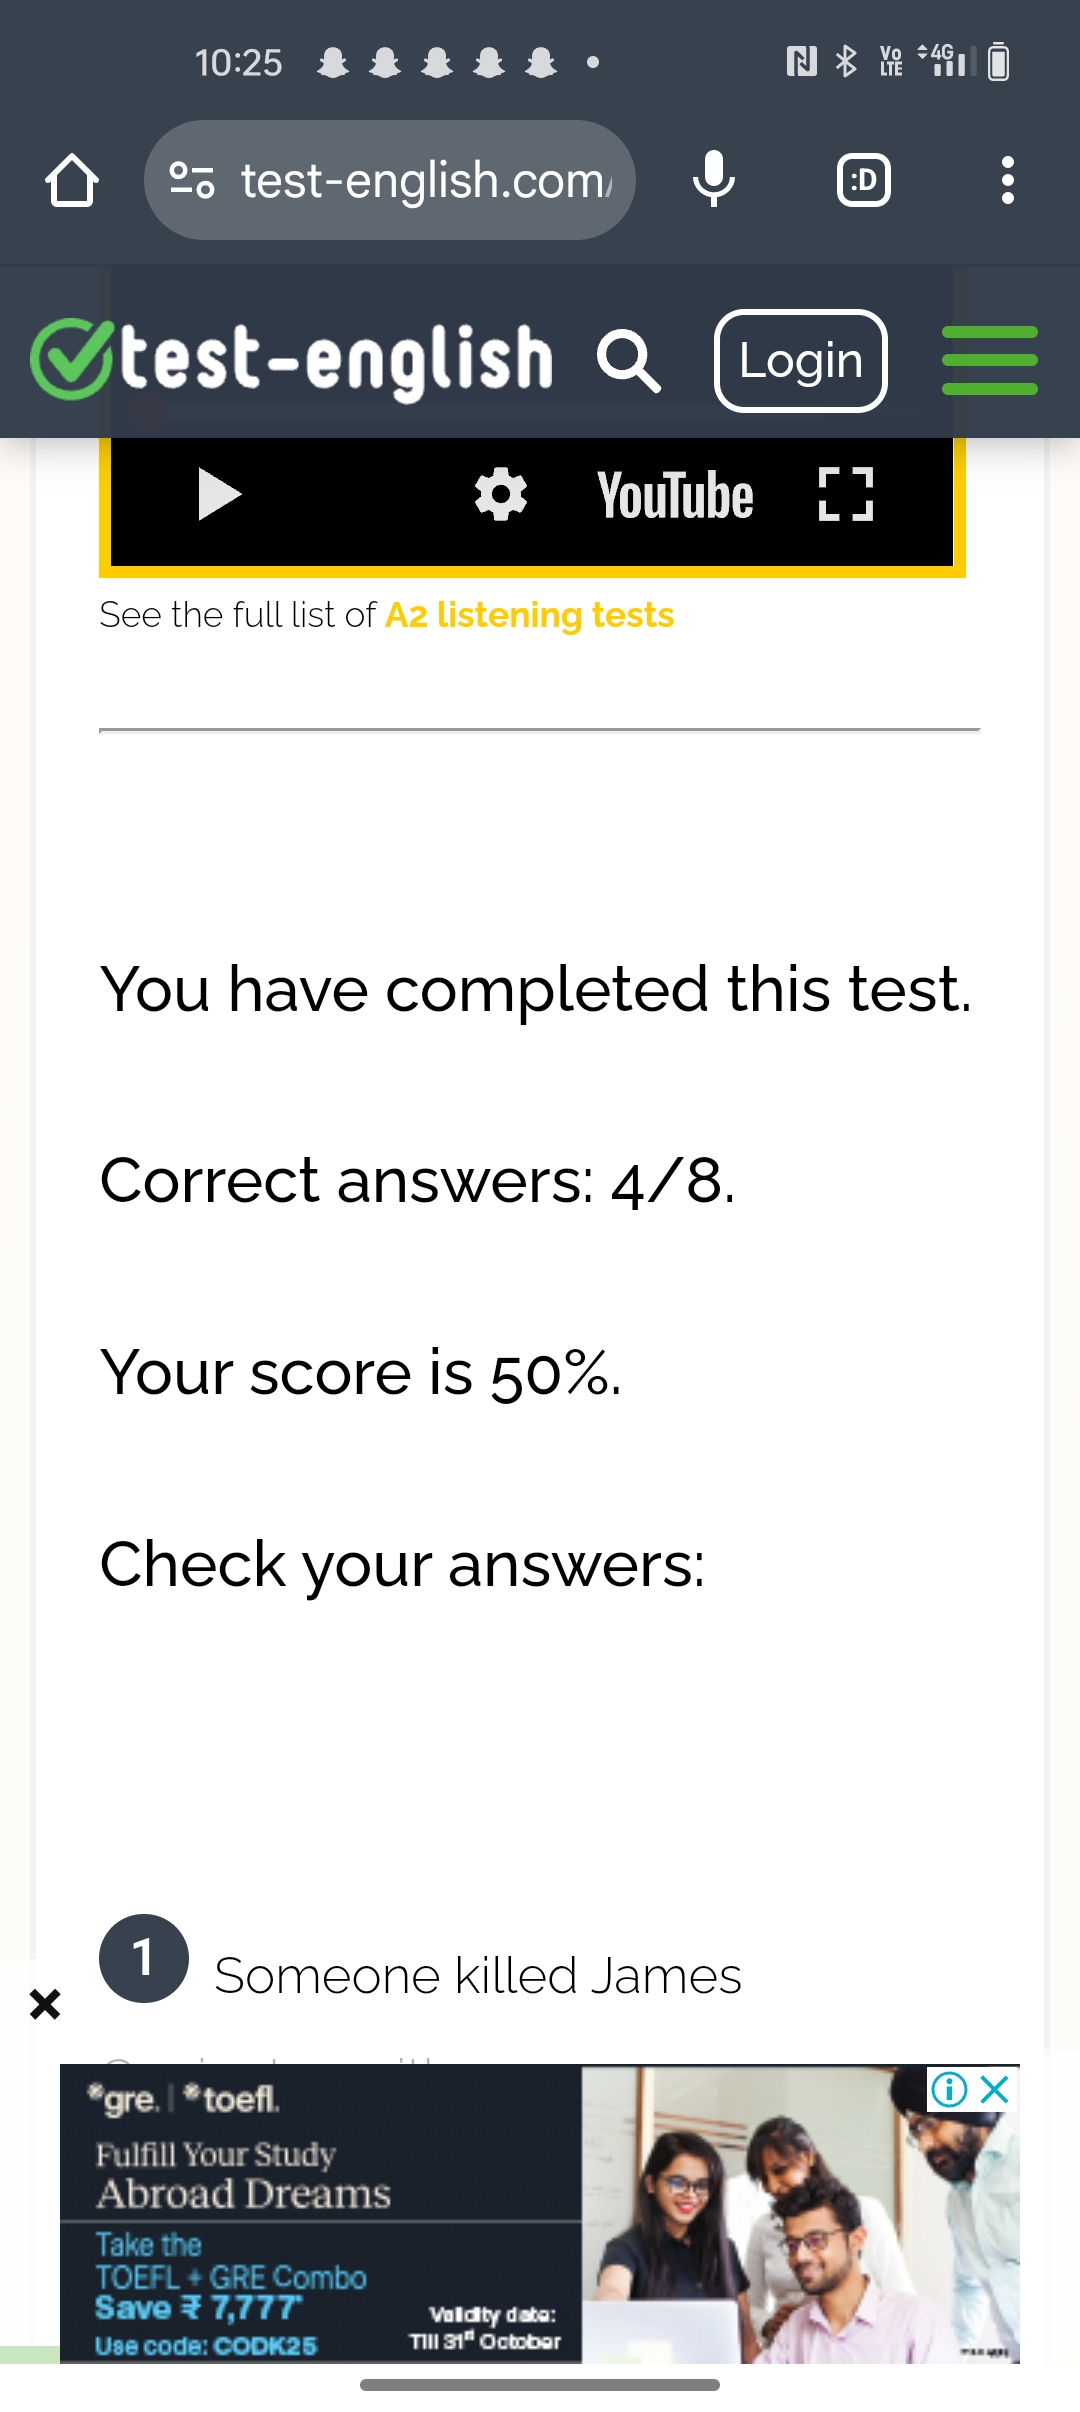 10:25
Vo LTE 4G
test-english.com/
:D
test-english
Login
YouTube
See the full list of A2 listening tests
You have completed this test.
Correct answers: 4/8.
Your score is 50%.
Check your answers:
1
Someone killed James
*gre. | *toefl.
Fulfill Your Study
Abroad Dreams
Take the
TOEFL + GRE Combo
Save ₹ 7,777*
Use code: CODK25
Validity date:
Till 31st October